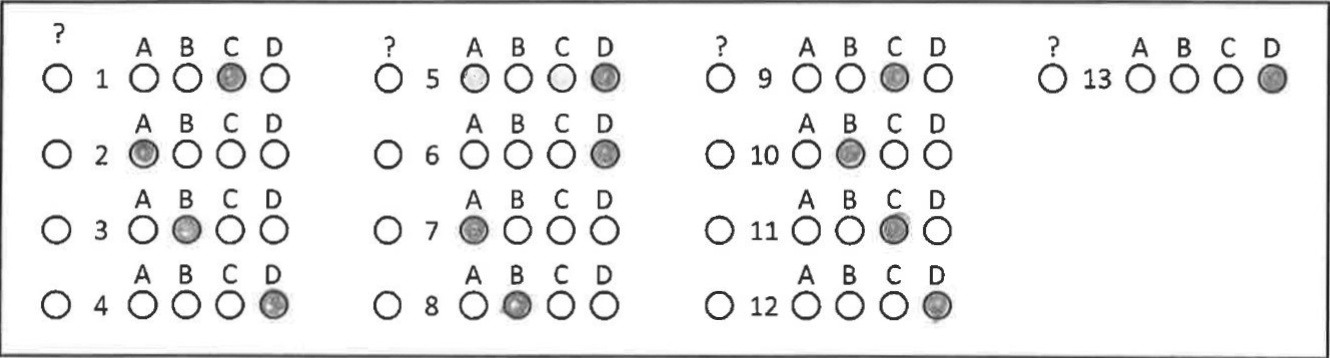 ?
A B C D ? A B C D ? A B C D ? A B C D
1 5 9 13
A B C D A B C D A B C D
2 6 10
A B C D A B C D A B C D
3 7 11
A B C D A B C D A B C D
4 8 12